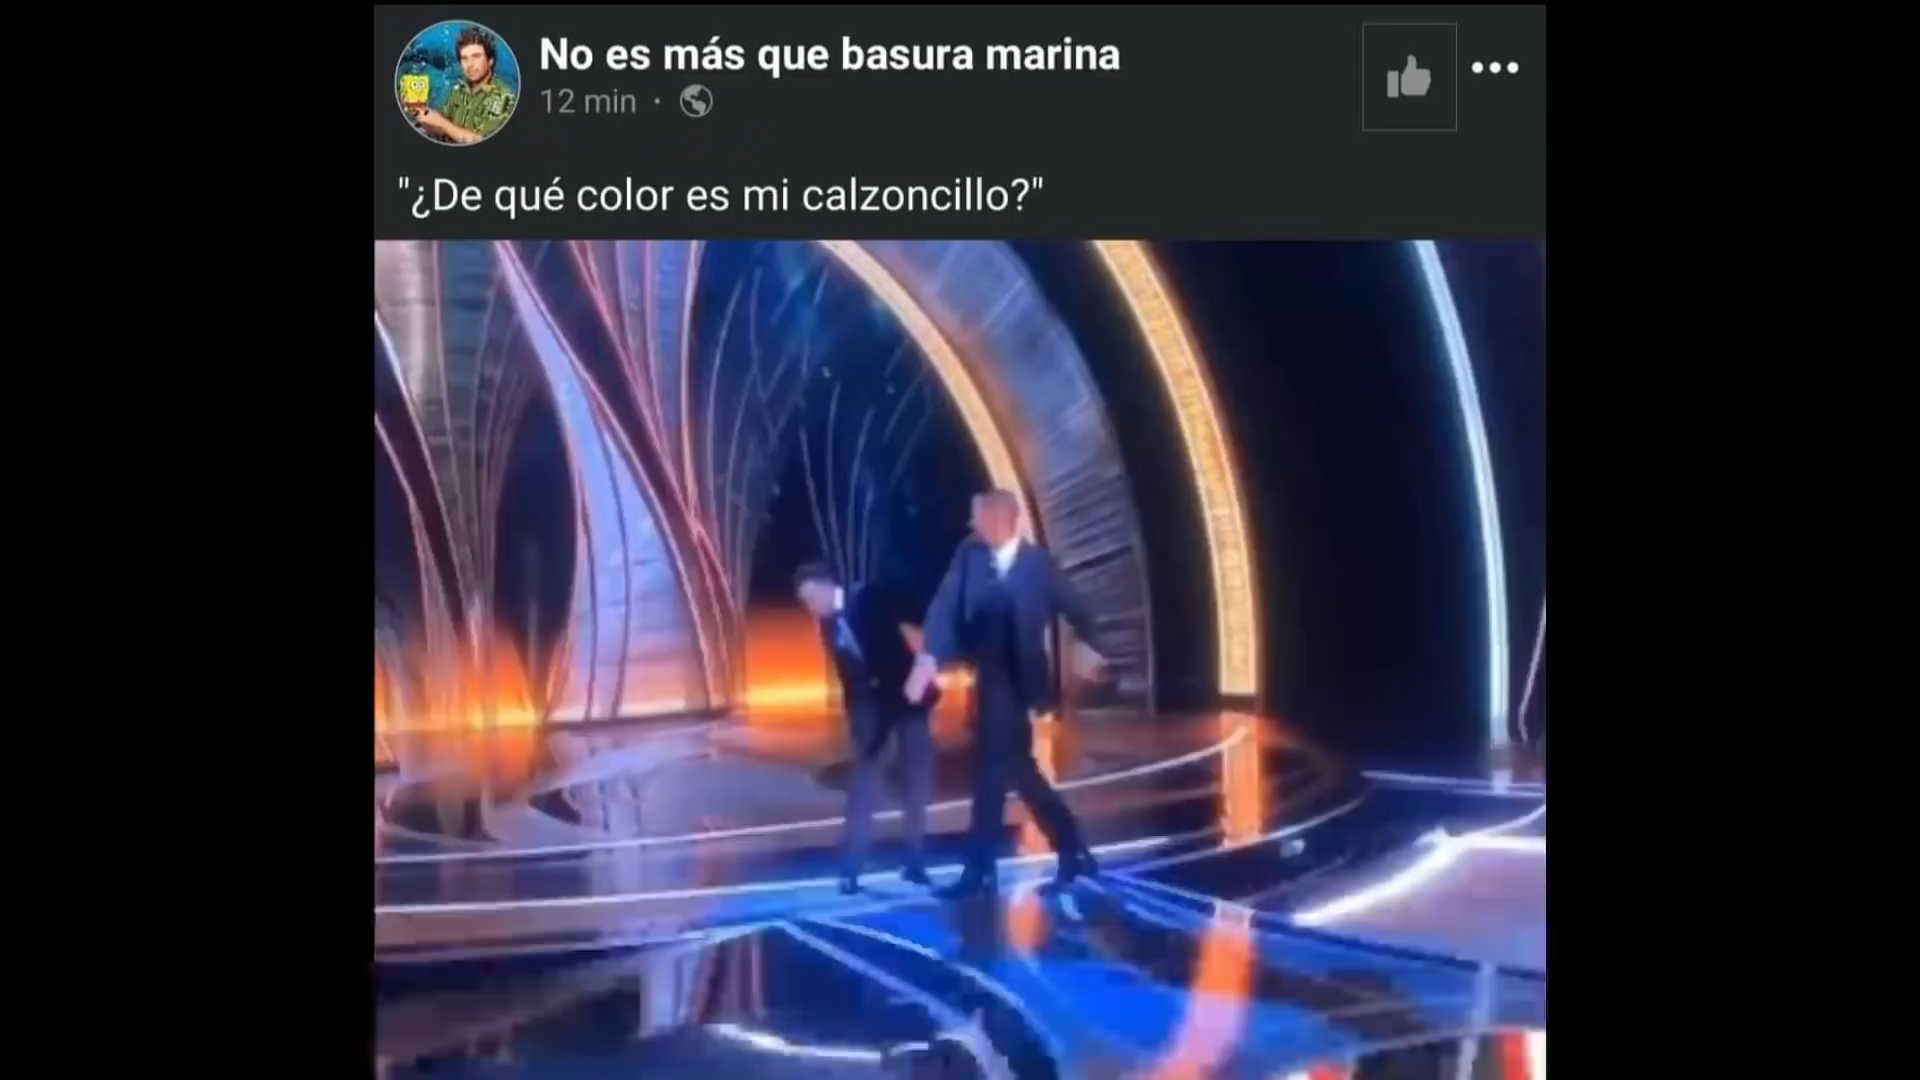 No es más que basura marina
12 min ·
"¿De qué color es mi calzoncillo?"